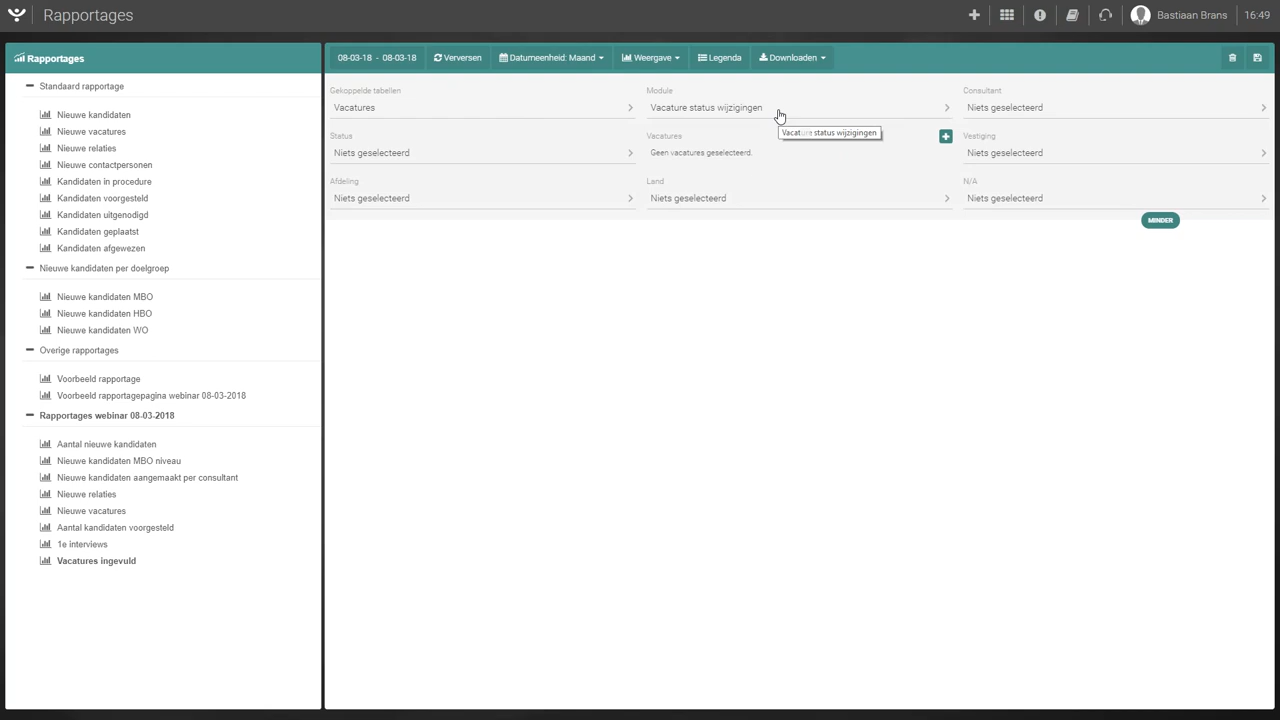 Rapportages
Bastiaan Brans
16:49
Rapportages
08-03-18 - 08-03-18
Verversen
Datumeenheid: Maand
Weergave
Legenda
Downloaden
Standaard rapportage
Nieuwe kandidaten
Nieuwe vacatures
Nieuwe relaties
Nieuwe contactpersonen
Kandidaten in procedure
Kandidaten voorgesteld
Kandidaten uitgenodigd
Kandidaten geplaatst
Kandidaten afgewezen
Nieuwe kandidaten per doelgroep
Nieuwe kandidaten MBO
Nieuwe kandidaten HBO
Nieuwe kandidaten WO
Overige rapportages
Voorbeeld rapportage
Voorbeeld rapportagepagina webinar 08-03-2018
Rapportages webinar 08-03-2018
Aantal nieuwe kandidaten
Nieuwe kandidaten MBO niveau
Nieuwe kandidaten aangemaakt per consultant
Nieuwe relaties
Nieuwe vacatures
Aantal kandidaten voorgesteld
1e interviews
Vacatures ingevuld
Gekoppelde tabellen
Vacatures
Module
Vacature status wijzigingen
Consultant
Niets geselecteerd
Vacature status wijzigingen
Status
Niets geselecteerd
Vacatures
Geen vacatures geselecteerd.
Vestiging
Niets geselecteerd
Afdeling
Niets geselecteerd
Land
Niets geselecteerd
N/A
Niets geselecteerd
MINDER